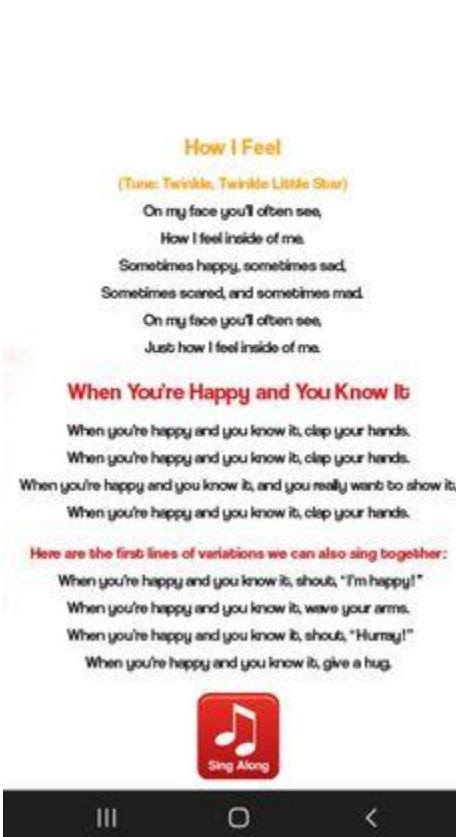 How I Feel
(Tune: Twinkle, Twinkle Little Star)
On my face you'll often see,
How I feel inside of me.
Sometimes happy, sometimes sad,
Sometimes scared, and sometimes mad.
On my face you'll often see,
Just how I feel inside of me.
When You're Happy and You Know It
When you're happy and you know it, clap your hands.
When you're happy and you know it, clap your hands.
When you're happy and you know it, and you really want to show it,
When you're happy and you know it, clap your hands.
Here are the first lines of variations we can also sing together:
When you're happy and you know it, shout, "I'm happy!"
When you're happy and you know it, wave your arms.
When you're happy and you know it, shout, "Hurray!"
When you're happy and you know it, give a hug.
Sing Along